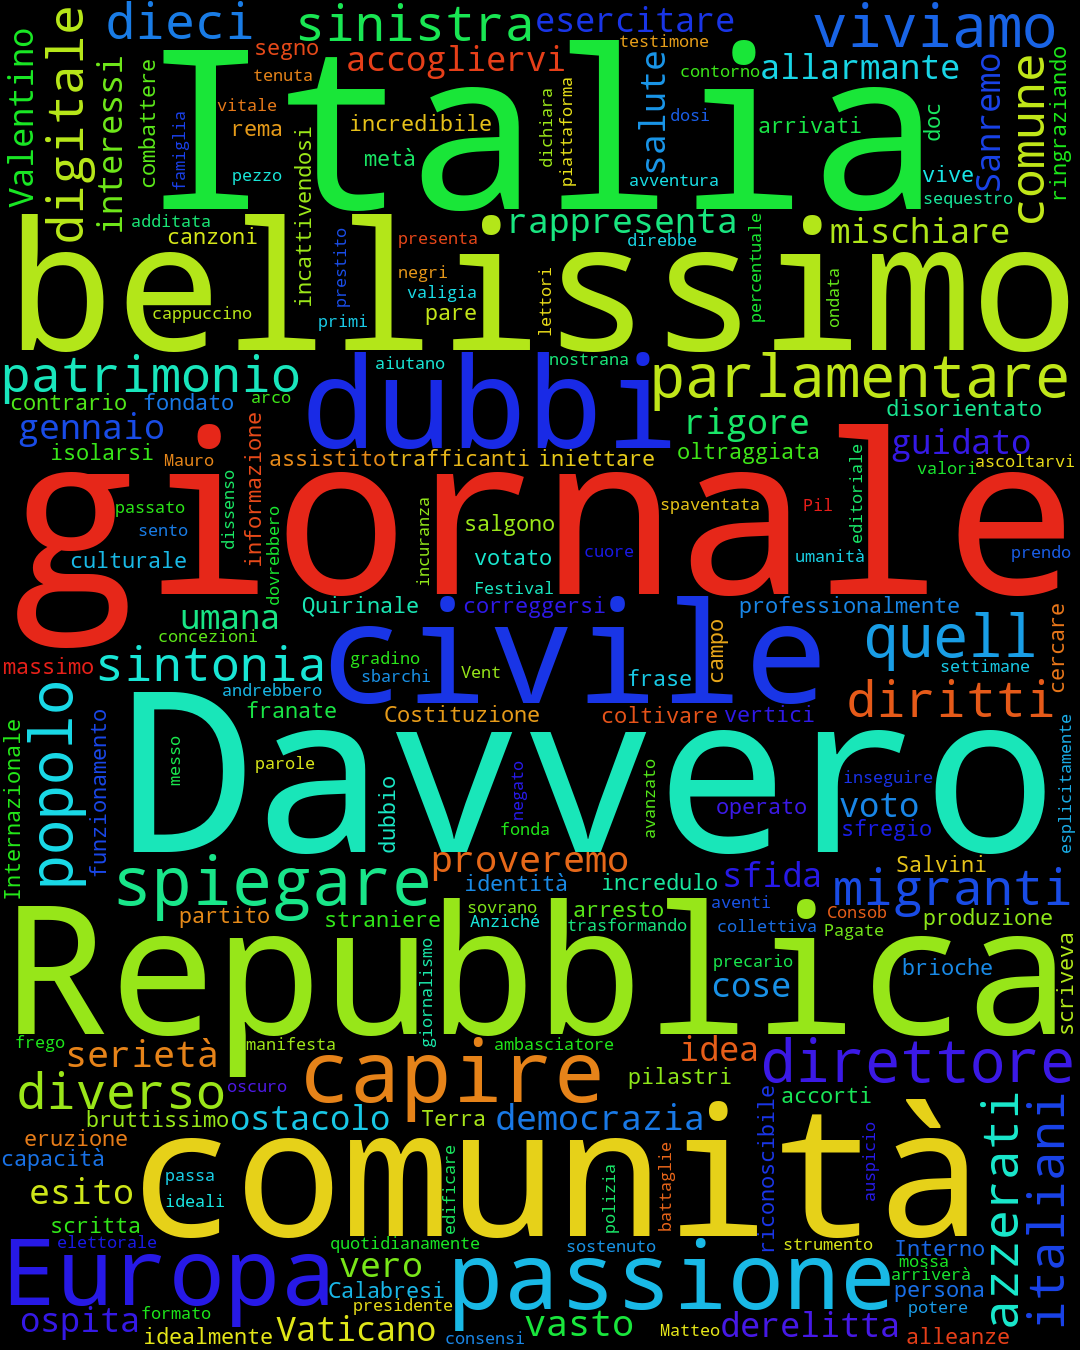 dieci sinistra esercitare viviamo
Valentino digitale interessi combattere segno accogliervi testimone salute contorno allarmante Sanremo comune ringraziando
Italia
tenuta vitale rema famiglia pezzo incredibile metà incattivendosi dichiara piattaforma dosi avventura arrivati doc vive sequestro
additata canzoni rappresenta direbbe mischiare
bellissimo
cappuccino prestito primi presenta negri valigia pare lettori percentuale ondata
patrimonio dubbi aiutano nostrana parlamentare
contrario fondato arco gennaio isolarsi Mauro informazione rigore disorientato guidato
assistito trafficanti iniettare oltraggiata editoriale valori ascoltarvi
giornale
passato sento culturale dissenso dovrebbero incuranza salgono votato cuore Festival spaventata Pil umanità prendo
umana Quirinale correggersi professionalmente
concezioni civile quell cercare
massimo sintonia gradino sbarchi Vent frase campo settimane
popolo andrebbero franate Costituzione coltivare vertici diritti
Internazionale funzionamento Davvero esplicitamente
messo parole dubbio negato fonda avanzato operato inseguire voto sfregio
spiegare proveremo identità incredulo sfida Salvini migranti
partito straniere sovrano Anziché arresto trasformando aventi collettiva Consob Pagate produzione
Repubblica
giornalismo precario cose brioche scriveva
frego serietà manifesta capire ambasciatore idea direttore
diverso oscuro pilastri accorti
bruttissimo ostacolo Terra democrazia
eruzione capacità comunità riconoscibile azzerati italiani
passa ideali esito edificare polizia battaglie auspicio
scritta elettorale quotidianamente sostenuto strumento Interno
Europa vero Calabresi passione mossa arriverà persona
ospita formato presidente potere
idealmente Vaticano consensi vasto Matteo derelitta alleanze